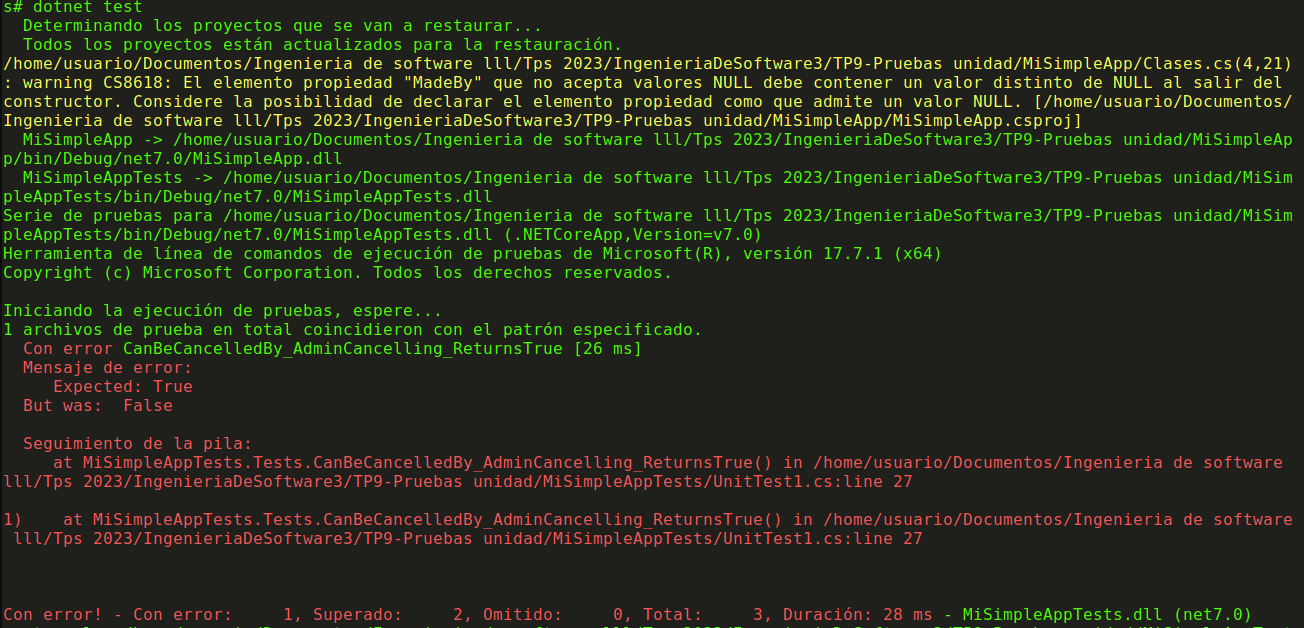 s# dotnet test
  Determinando los proyectos que se van a restaurar...
  Todos los proyectos están actualizados para la restauración.
/home/usuario/Documentos/Ingenieria de software lll/Tps 2023/IngenieriaDeSoftware3/TP9-Pruebas unidad/MiSimpleApp/Clases.cs(4,21)
: warning CS8618: El elemento propiedad "MadeBy" que no acepta valores NULL debe contener un valor distinto de NULL al salir del
constructor. Considere la posibilidad de declarar el elemento propiedad como que admite un valor NULL. [/home/usuario/Documentos/
Ingenieria de software lll/Tps 2023/IngenieriaDeSoftware3/TP9-Pruebas unidad/MiSimpleApp/MiSimpleApp.csproj]
  MiSimpleApp -> /home/usuario/Documentos/Ingenieria de software lll/Tps 2023/IngenieriaDeSoftware3/TP9-Pruebas unidad/MiSimpleAp
p/bin/Debug/net7.0/MiSimpleApp.dll
  MiSimpleAppTests -> /home/usuario/Documentos/Ingenieria de software lll/Tps 2023/IngenieriaDeSoftware3/TP9-Pruebas unidad/MiSim
pleAppTests/bin/Debug/net7.0/MiSimpleAppTests.dll
Serie de pruebas para /home/usuario/Documentos/Ingenieria de software lll/Tps 2023/IngenieriaDeSoftware3/TP9-Pruebas unidad/MiSim
pleAppTests/bin/Debug/net7.0/MiSimpleAppTests.dll (.NETCoreApp,Version=v7.0)
Herramienta de línea de comandos de ejecución de pruebas de Microsoft(R), versión 17.7.1 (x64)
Copyright (c) Microsoft Corporation. Todos los derechos reservados.

Iniciando la ejecución de pruebas, espere...
1 archivos de prueba en total coincidieron con el patrón especificado.
  Con error CanBeCancelledBy_AdminCancelling_ReturnsTrue [26 ms]
  Mensaje de error:
     Expected: True
  But was:  False

  Seguimiento de la pila:
     at MiSimpleAppTests.Tests.CanBeCancelledBy_AdminCancelling_ReturnsTrue() in /home/usuario/Documentos/Ingenieria de software
lll/Tps 2023/IngenieriaDeSoftware3/TP9-Pruebas unidad/MiSimpleAppTests/UnitTest1.cs:line 27

1)    at MiSimpleAppTests.Tests.CanBeCancelledBy_AdminCancelling_ReturnsTrue() in /home/usuario/Documentos/Ingenieria de software
 lll/Tps 2023/IngenieriaDeSoftware3/TP9-Pruebas unidad/MiSimpleAppTests/UnitTest1.cs:line 27

Con error! - Con error:     1, Superado:     2, Omitido:     0, Total:     3, Duración: 28 ms - MiSimpleAppTests.dll (net7.0)